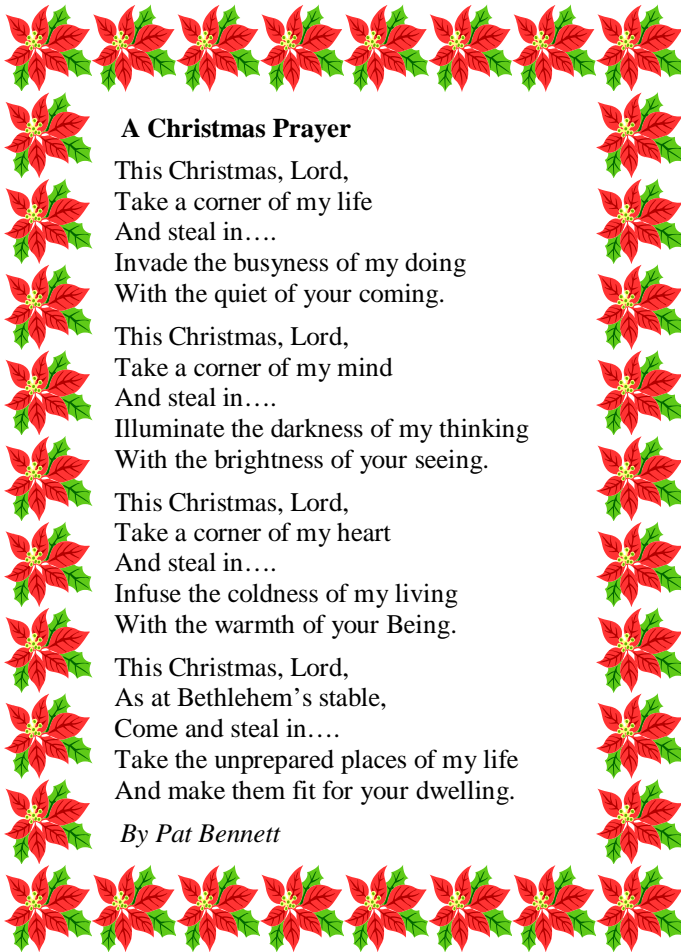 A Christmas Prayer
This Christmas, Lord,
Take a corner of my life
And steal in….
Invade the busyness of my doing
With the quiet of your coming.
This Christmas, Lord,
Take a corner of my mind
And steal in….
Illuminate the darkness of my thinking
With the brightness of your seeing.
This Christmas, Lord,
Take a corner of my heart
And steal in….
Infuse the coldness of my living
With the warmth of your Being.
This Christmas, Lord,
As at Bethlehem’s stable,
Come and steal in….
Take the unprepared places of my life
And make them fit for your dwelling.
By Pat Bennett